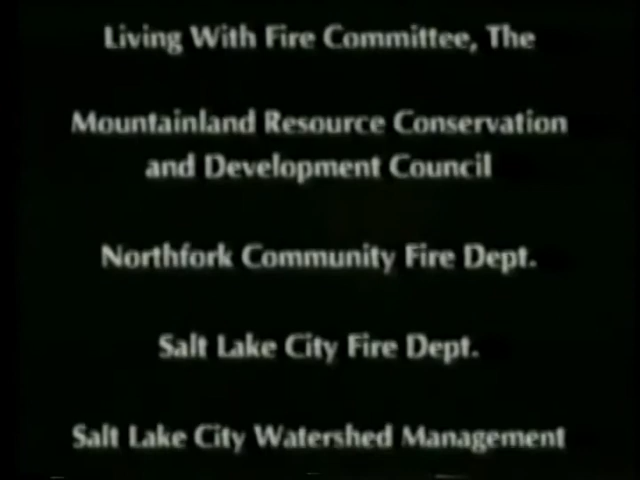 Living With Fire Committee, The
Mountainland Resource Conservation
and Development Council
Northfork Community Fire Dept.
Salt Lake City Fire Dept.
Salt Lake City Watershed Management